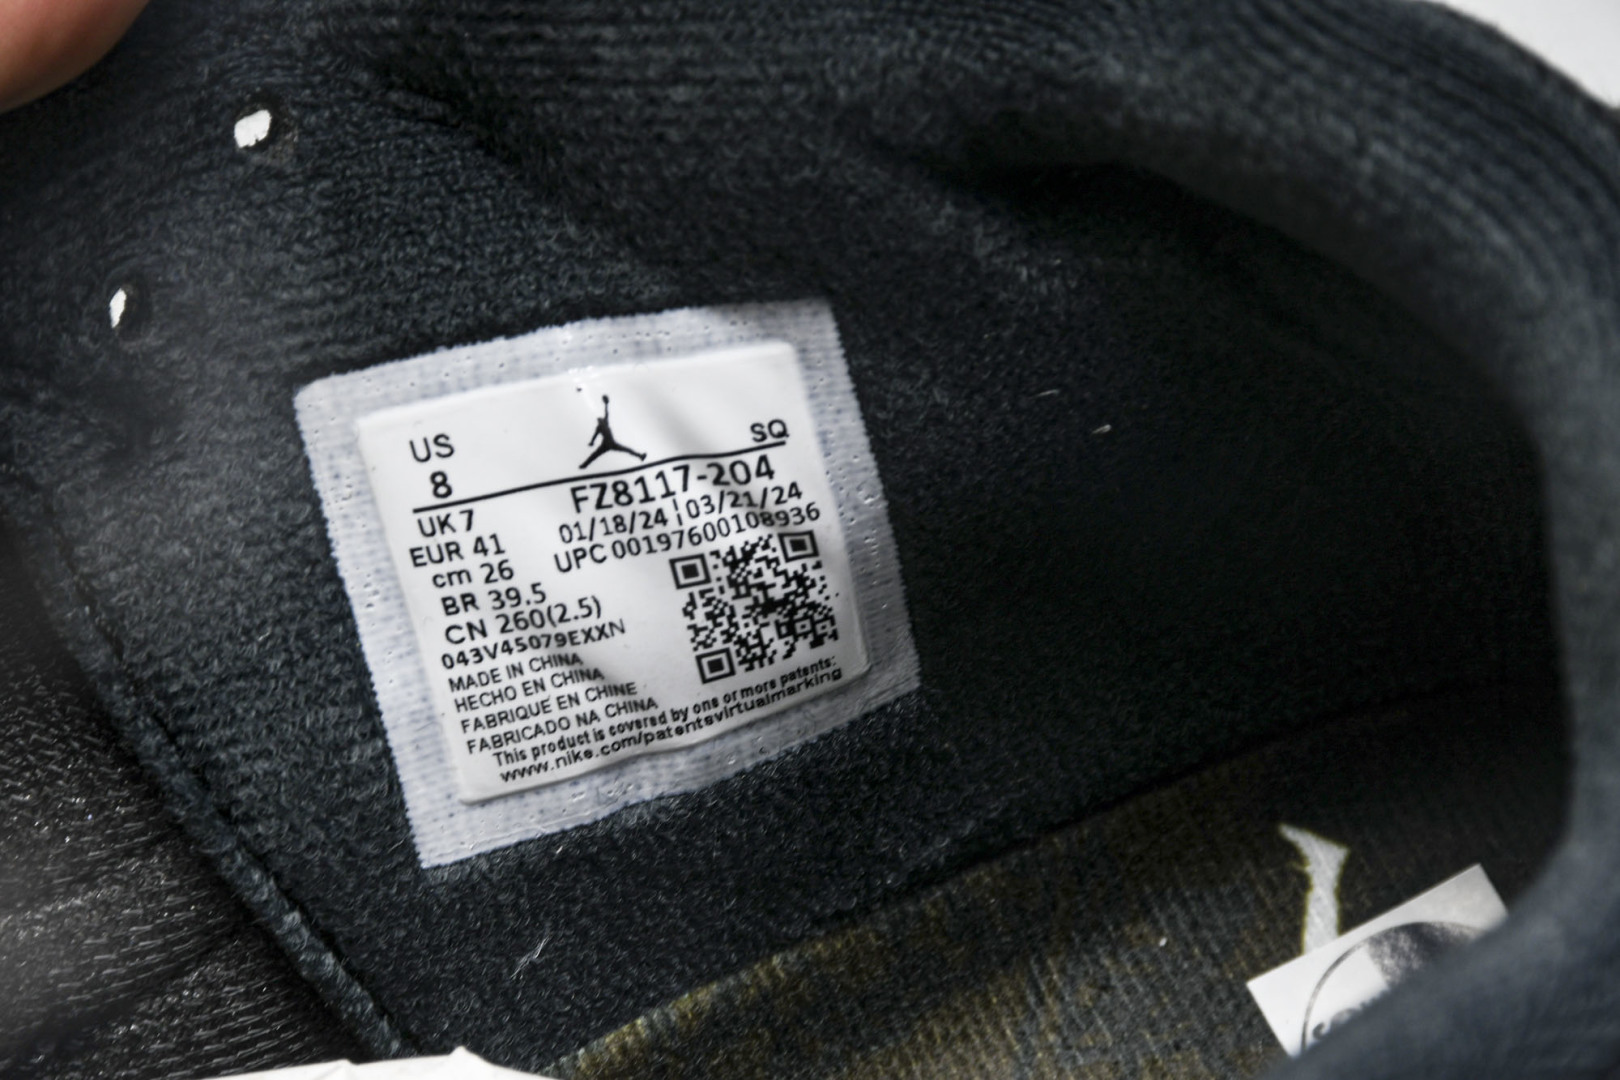 US
SQ
8
FZ8117-204
UK 7
01/18/24 | 03/21/24
EUR 41
UPC 00197600108936
cm 26
BR 39.5
CN 260(2.5)
043V45079EXXN
MADE IN CHINA
HECHO EN CHINA
FABRIQUE EN CHINE
FABRICADO NA CHINA
This product is covered by one or more patents:
www.nike.com/patentsvirtualmarking